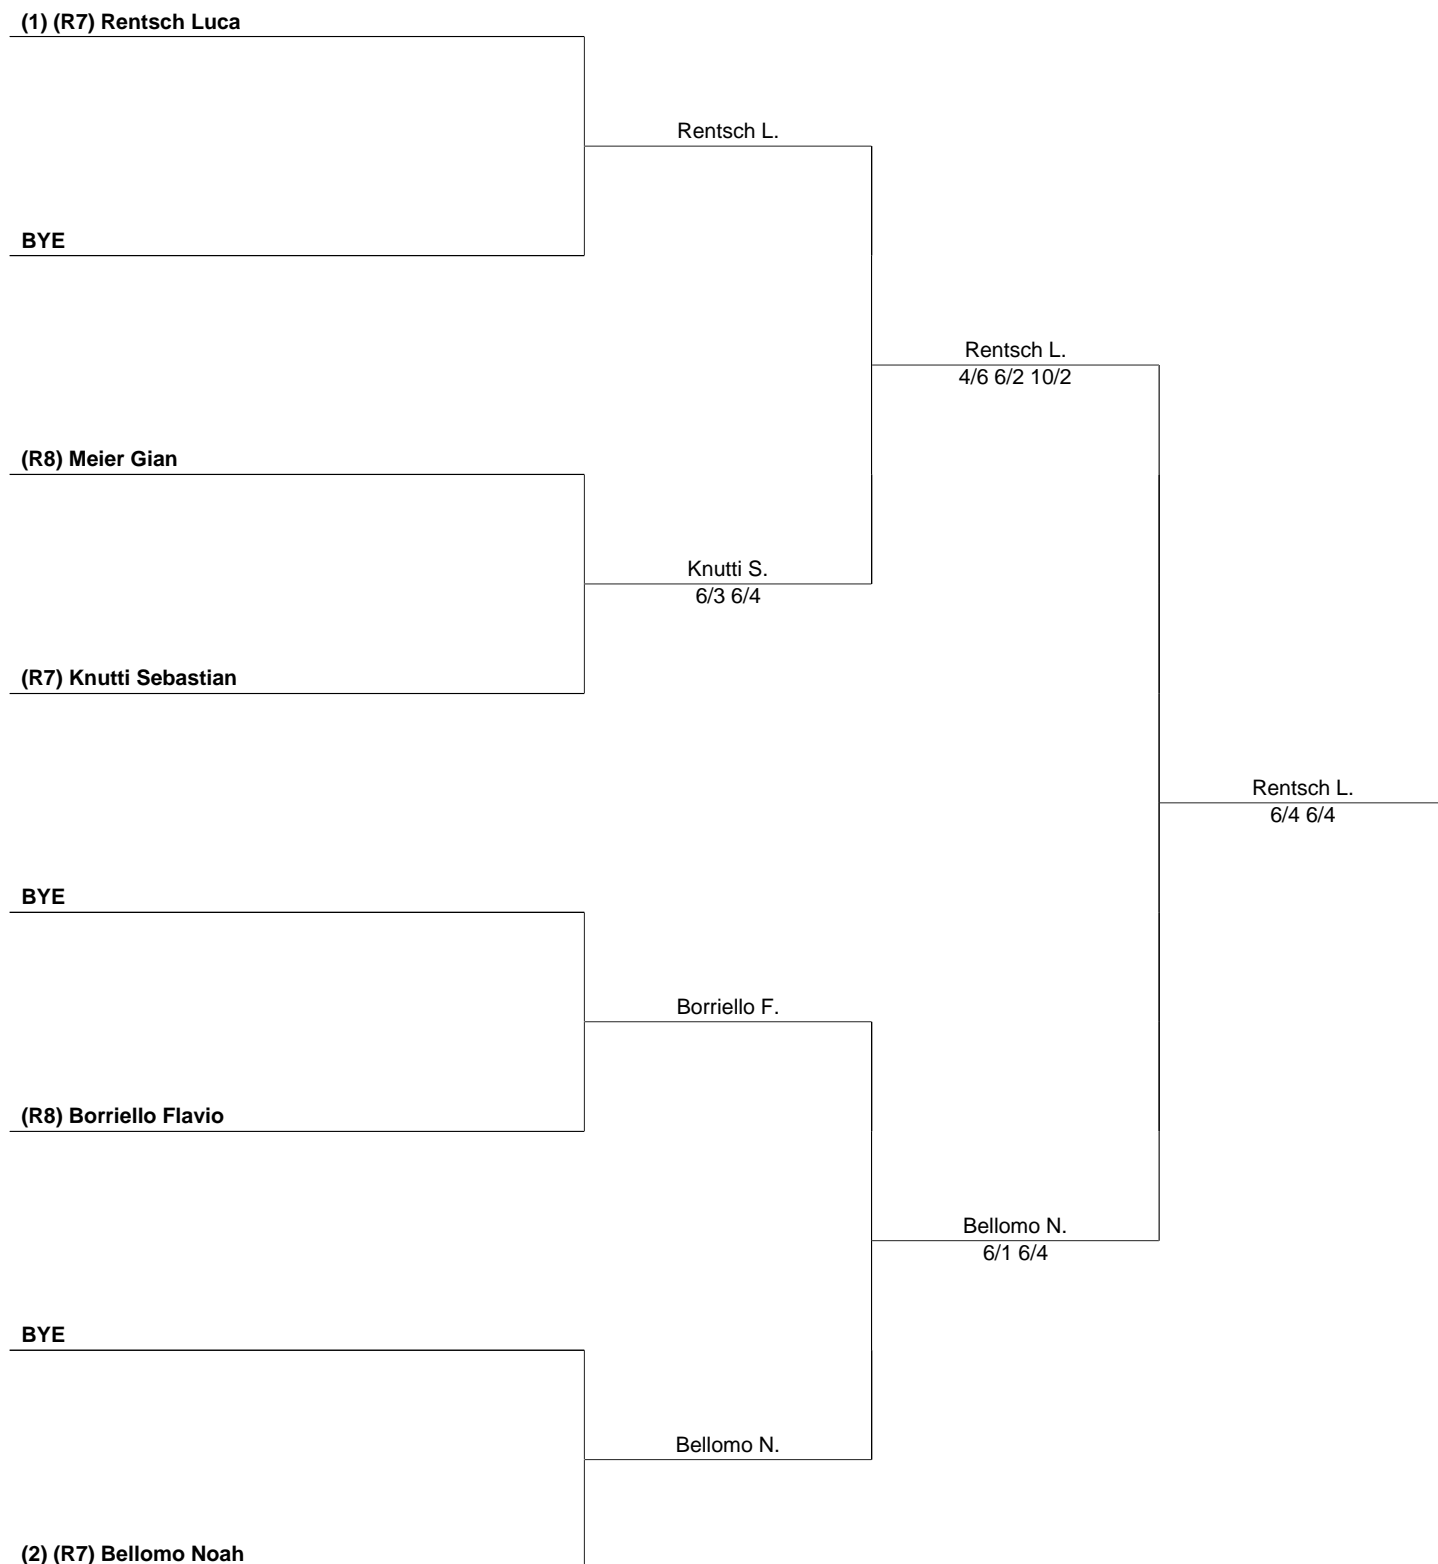 (1) (R7) Rentsch Luca
Rentsch L.
BYE
Rentsch L.
4/6 6/2 10/2
(R8) Meier Gian
Knutti S.
6/3 6/4
(R7) Knutti Sebastian
Rentsch L.
6/4 6/4
BYE
Borriello F.
(R8) Borriello Flavio
Bellomo N.
6/1 6/4
BYE
Bellomo N.
(2) (R7) Bellomo Noah